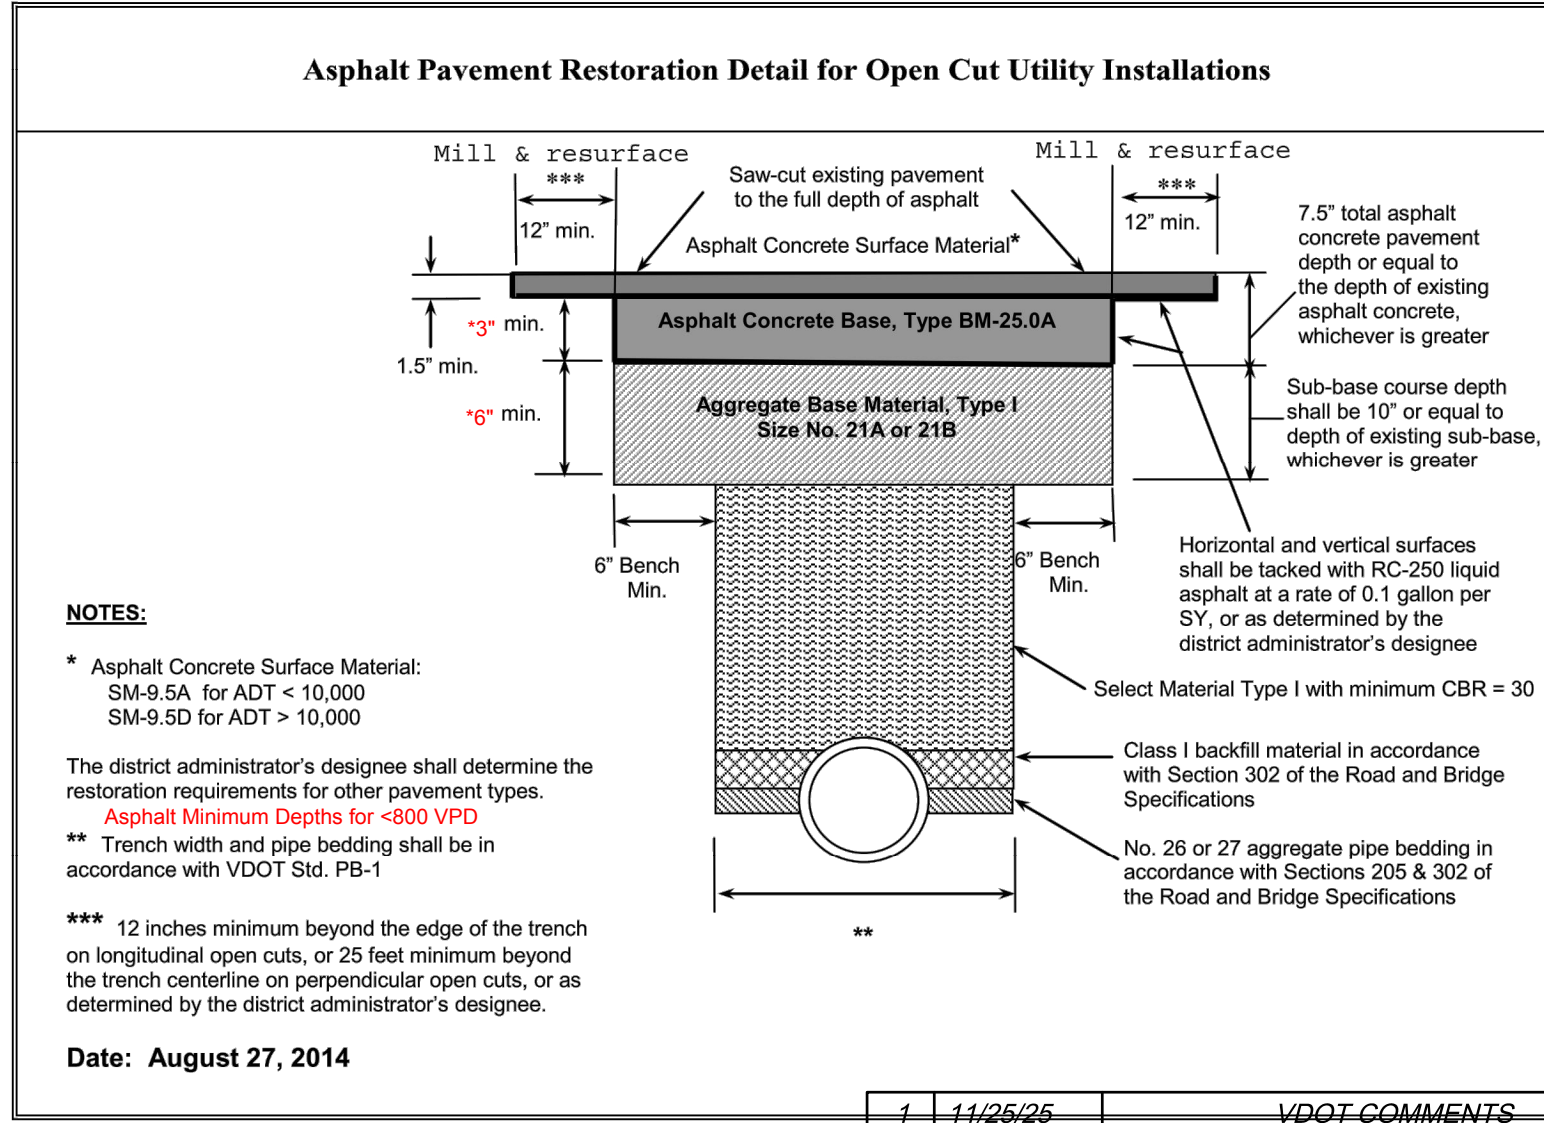 Asphalt Pavement Restoration Detail for Open Cut Utility Installations
Mill & resurface
***
12” min.
Saw-cut existing pavement
to the full depth of asphalt
Asphalt Concrete Surface Material*
Mill & resurface
***
12” min.
7.5” total asphalt
concrete pavement
depth or equal to
the depth of existing
asphalt concrete,
whichever is greater
*3" min.
1.5” min.
Asphalt Concrete Base, Type BM-25.0A
*6" min.
Aggregate Base Material, Type I
Size No. 21A or 21B
Sub-base course depth
shall be 10” or equal to
depth of existing sub-base,
whichever is greater
6” Bench
Min.
6” Bench
Min.
Horizontal and vertical surfaces
shall be tacked with RC-250 liquid
asphalt at a rate of 0.1 gallon per
SY, or as determined by the
district administrator’s designee
Select Material Type I with minimum CBR = 30
Class I backfill material in accordance
with Section 302 of the Road and Bridge
Specifications
No. 26 or 27 aggregate pipe bedding in
accordance with Sections 205 & 302 of
the Road and Bridge Specifications
**
NOTES:
* Asphalt Concrete Surface Material:
SM-9.5A for ADT < 10,000
SM-9.5D for ADT > 10,000
The district administrator’s designee shall determine the
restoration requirements for other pavement types.
Asphalt Minimum Depths for <800 VPD
** Trench width and pipe bedding shall be in
accordance with VDOT Std. PB-1
*** 12 inches minimum beyond the edge of the trench
on longitudinal open cuts, or 25 feet minimum beyond
the trench centerline on perpendicular open cuts, or as
determined by the district administrator’s designee.
Date: August 27, 2014
1 11/25/25 VDOT COMMENTS